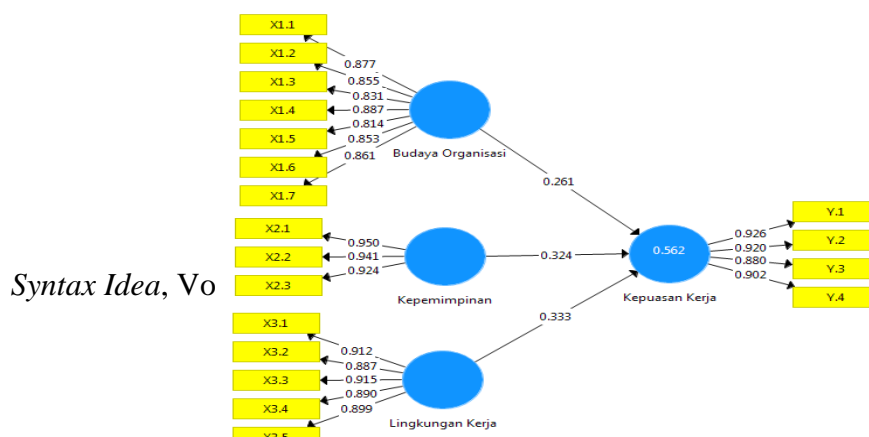 X1.1
X1.2
X1.3
X1.4
X1.5
X1.6
X1.7
0.877
0.855
0.831
0.887
0.814
0.853
0.861
Budaya Organisasi
0.261
X2.1
X2.2
X2.3
0.950
0.941
0.924
Kepemimpinan
0.324
0.562
Kepuasan Kerja
0.926
0.920
0.880
0.902
Y.1
Y.2
Y.3
Y.4
Syntax Idea, Vo
X3.1
X3.2
X3.3
X3.4
X3.5
0.912
0.887
0.915
0.890
0.899
Lingkungan Kerja
0.333